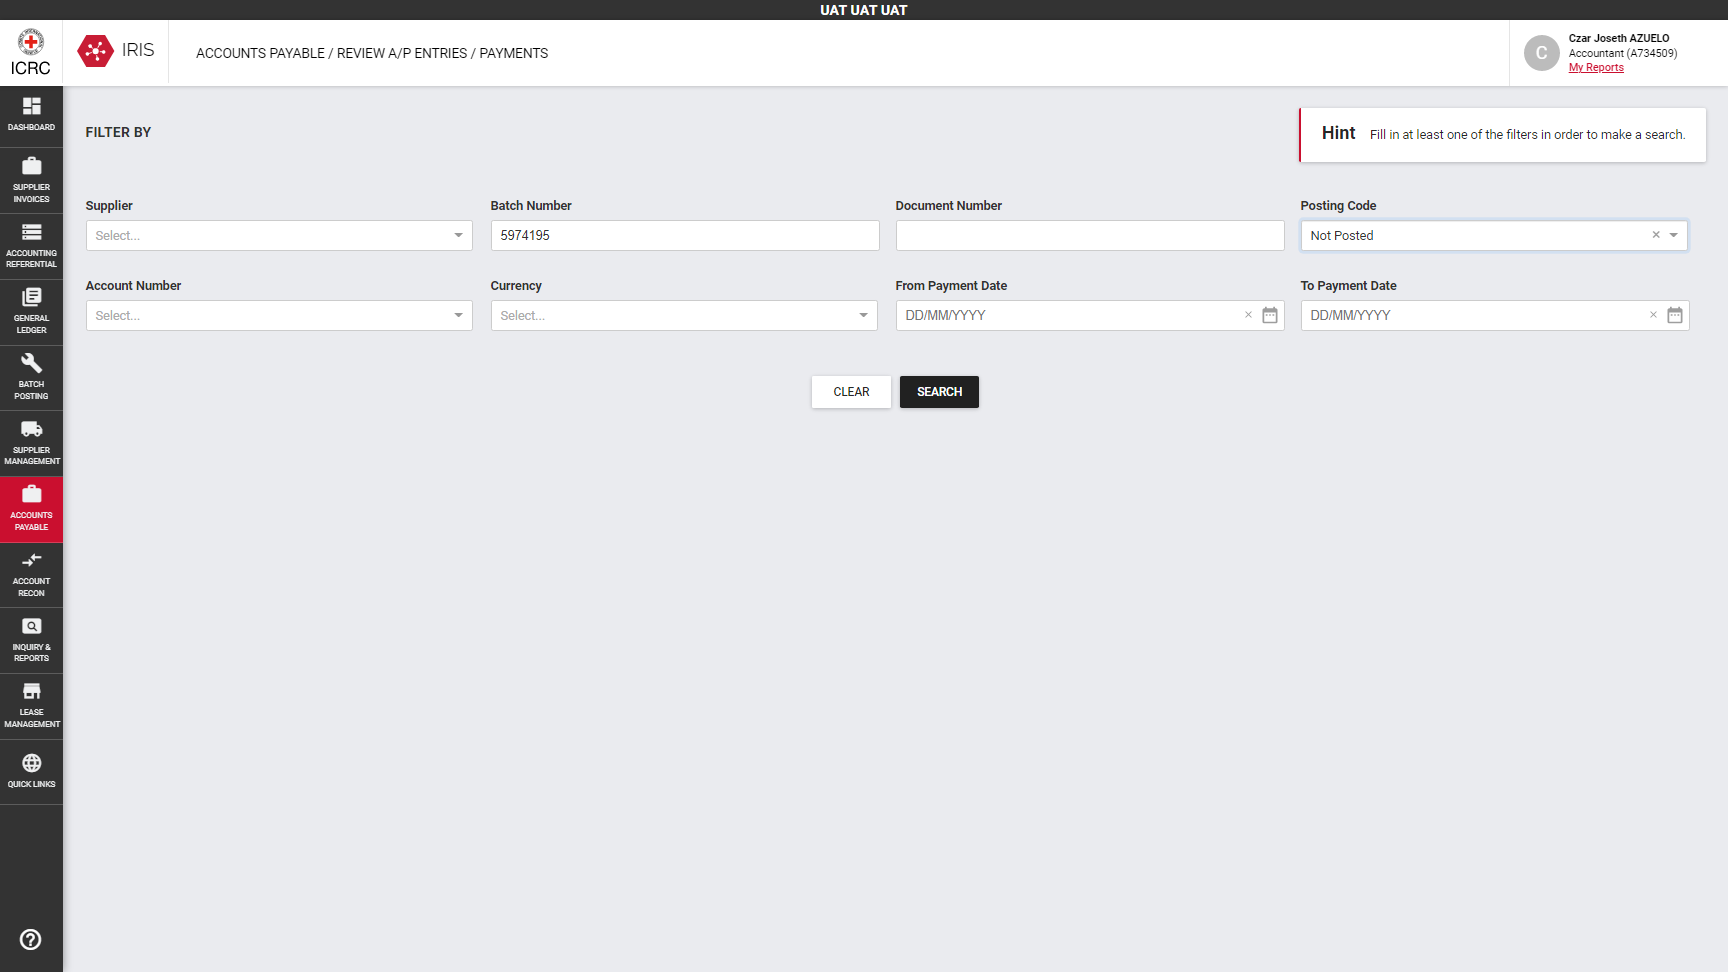 UAT UAT UAT
ICRC
IRIS
ACCOUNTS PAYABLE / REVIEW A/P ENTRIES / PAYMENTS
C
Czar Joseth AZUELO
Accountant (A734509)
My Reports
DASHBOARD
SUPPLIER
INVOICES
ACCOUNTING
REFERENTIAL
GENERAL
LEDGER
BATCH
POSTING
SUPPLIER
MANAGEMENT
ACCOUNTS
PAYABLE
ACCOUNT
RECON
INQUIRY &
REPORTS
LEASE
MANAGEMENT
QUICK LINKS
FILTER BY
Hint Fill in at least one of the filters in order to make a search.
Supplier Batch Number Document Number Posting Code
Select... 5974195 Not Posted
Account Number Currency From Payment Date To Payment Date
Select... Select... DD/MM/YYYY DD/MM/YYYY
CLEAR SEARCH